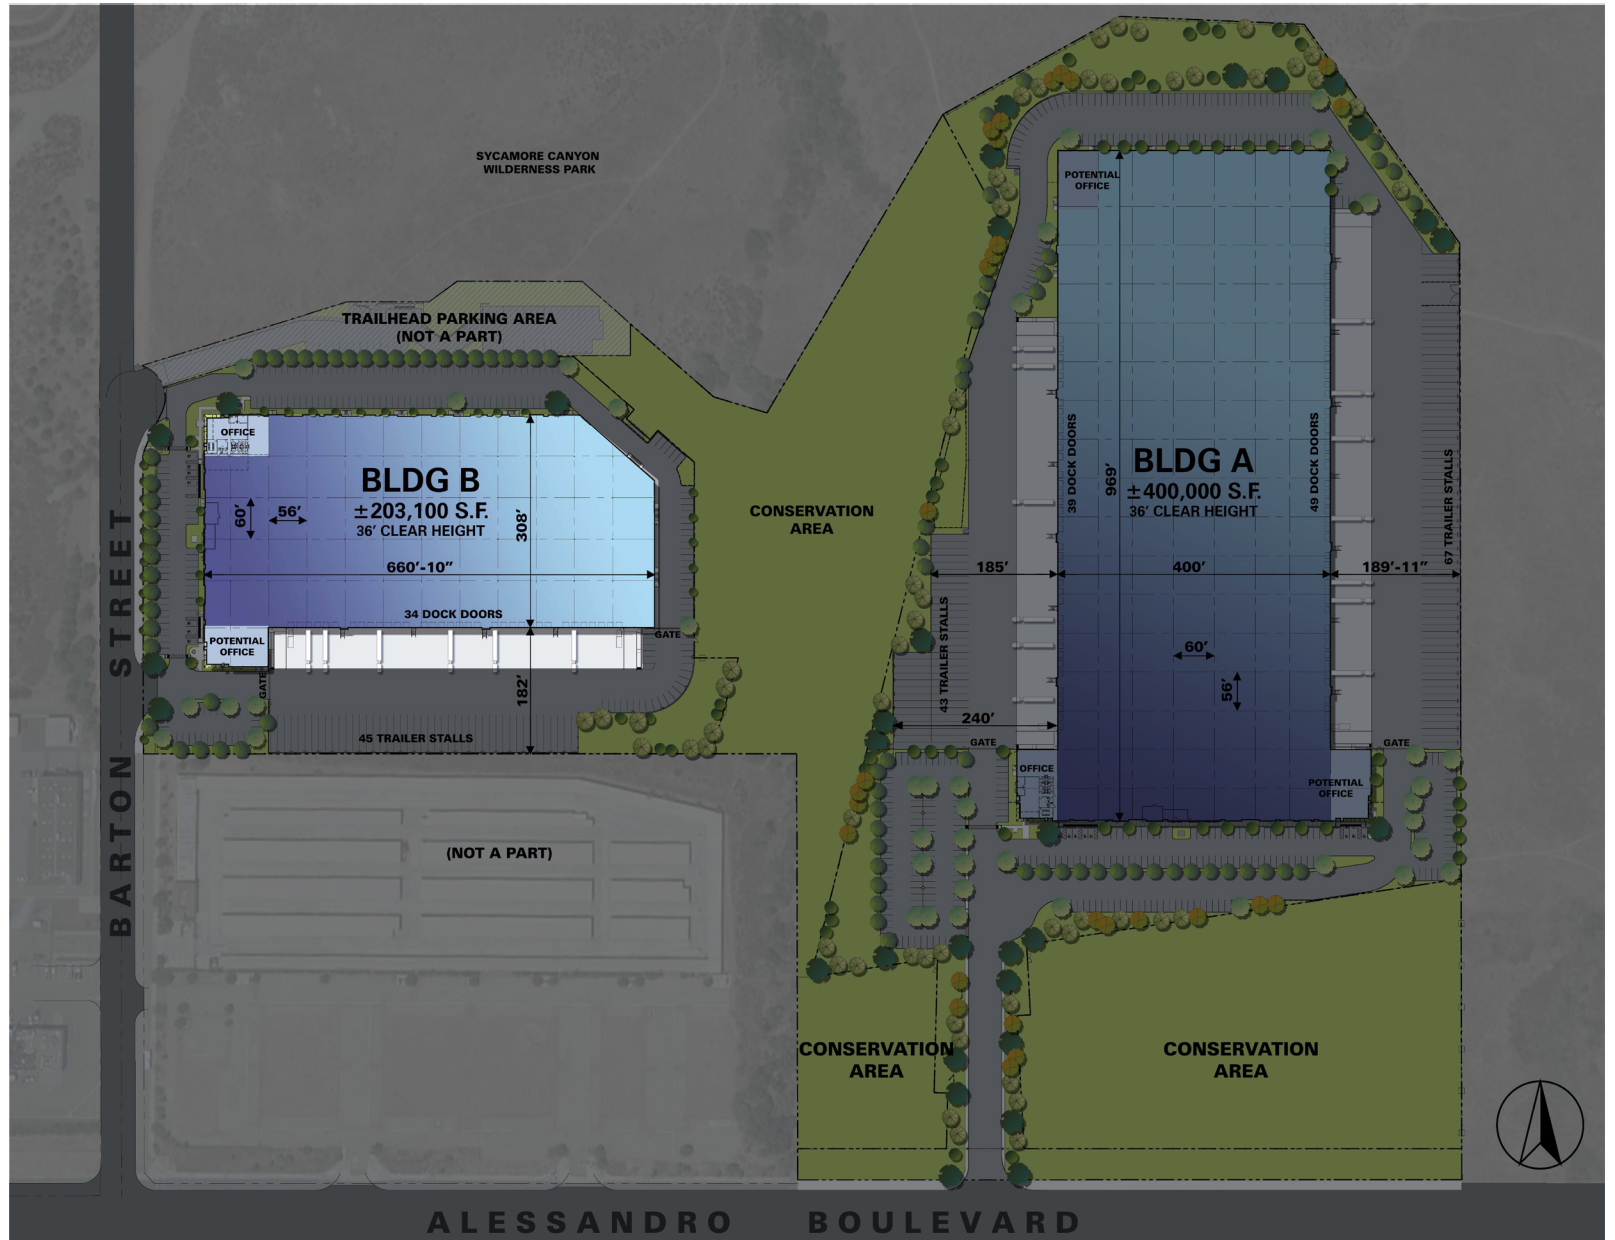 SYCAMORE CANYON
WILDERNESS PARK
TRAILHEAD PARKING AREA
(NOT A PART)
OFFICE
BLDG B
±203,100 S.F.
36' CLEAR HEIGHT
60'
56'
308'
660'-10"
34 DOCK DOORS
POTENTIAL
OFFICE
GATE
GATE
182'
45 TRAILER STALLS
(NOT A PART)
BARTON STREET
CONSERVATION
AREA
POTENTIAL
OFFICE
969'
39 DOCK DOORS
BLDG A
±400,000 S.F.
36' CLEAR HEIGHT
49 DOCK DOORS
67 TRAILER STALLS
185'
400'
189'-11"
43 TRAILER STALLS
60'
56'
240'
GATE
GATE
OFFICE
POTENTIAL
OFFICE
CONSERVATION
AREA
CONSERVATION
AREA
ALESSANDRO BOULEVARD